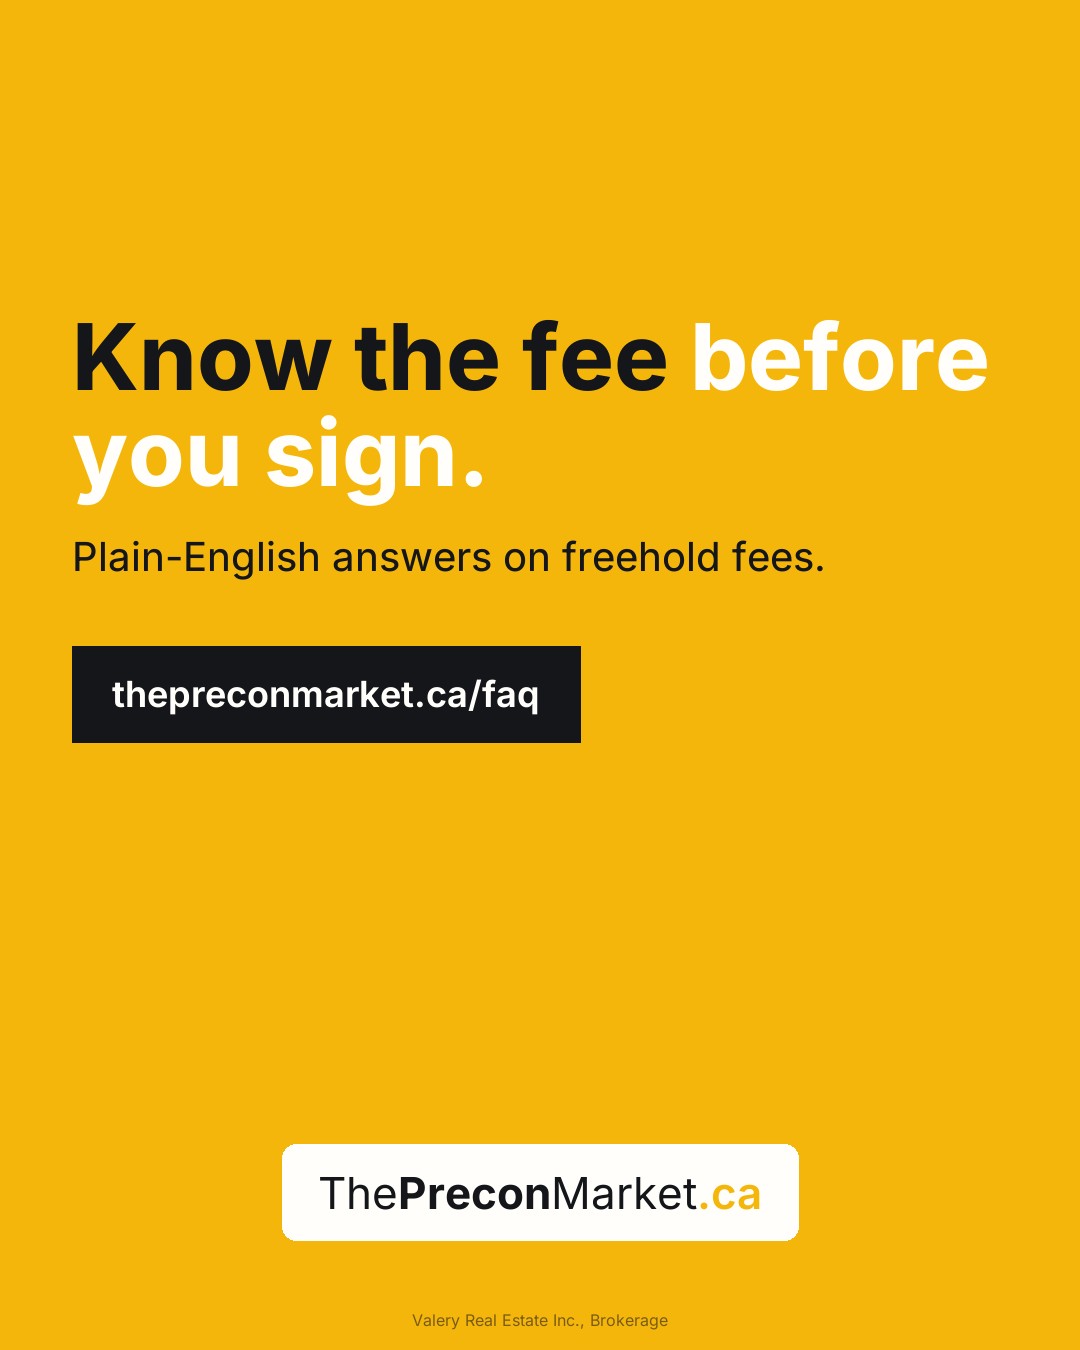 Know the fee before
you sign.
Plain-English answers on freehold fees.
thepreconmarket.ca/faq
ThePreconMarket.ca
Valery Real Estate Inc., Brokerage